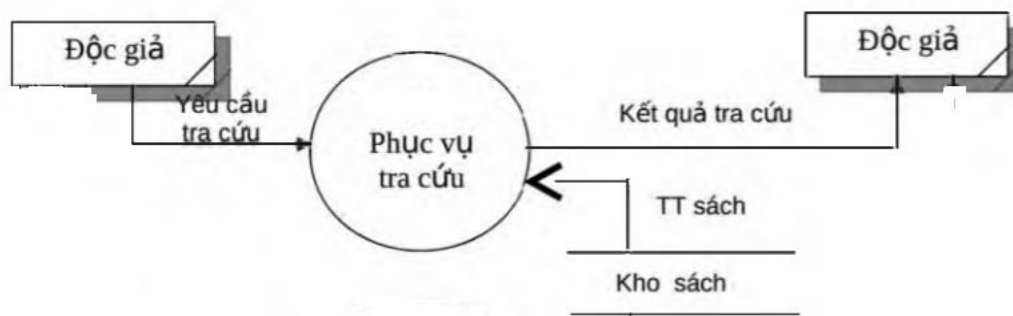 Độc giả
Độc giả
Yêu cầu
tra cứu
Kết quả tra cứu
Phục vụ
tra cứu
TT sách
Kho sách